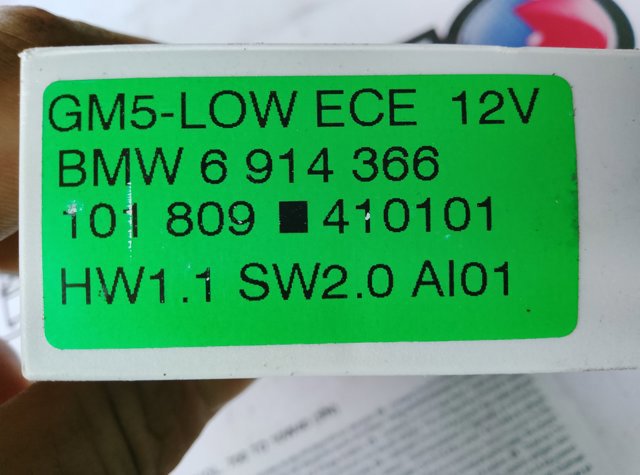 GM5-LOW ECE 12V
BMW 6 914 366
101 809 ■ 410101
HW1.1 SW2.0 AI01